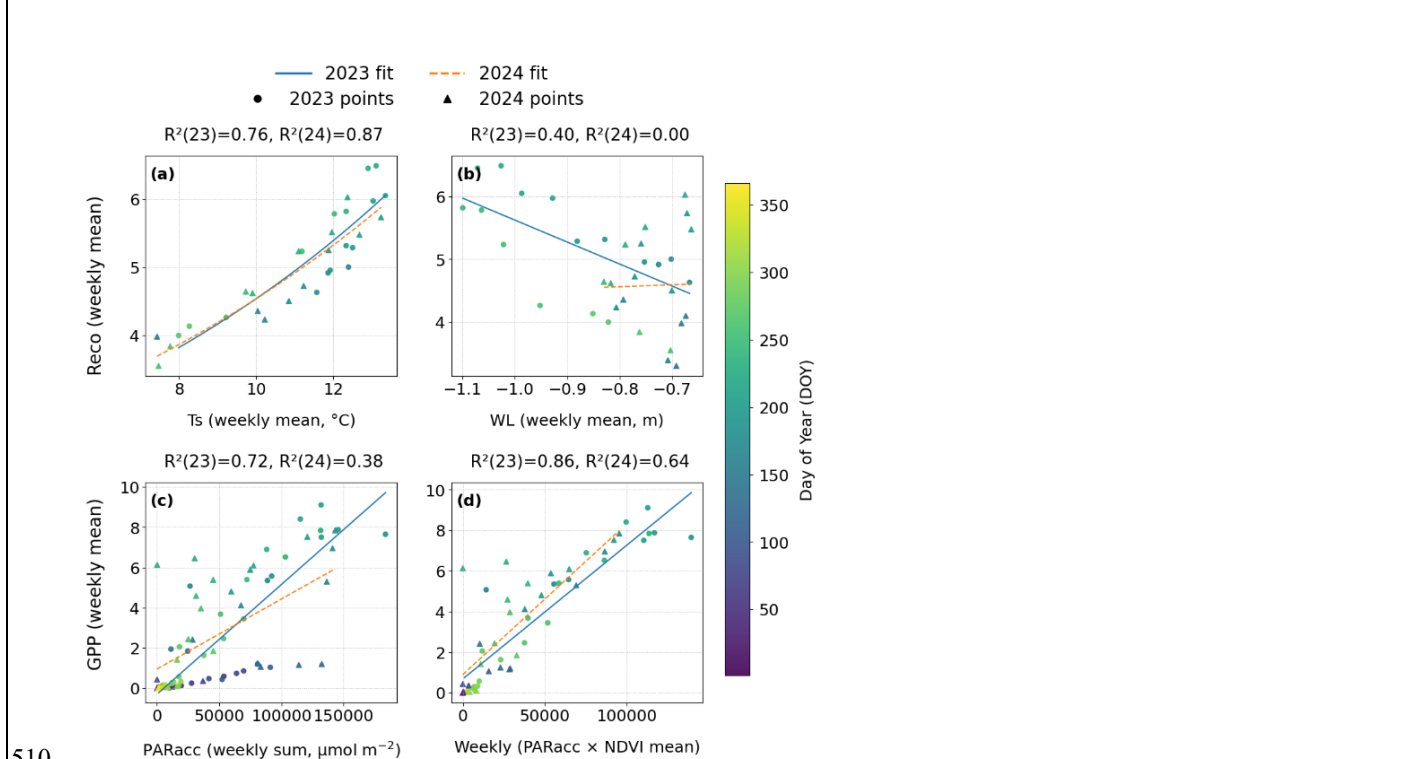 2023 fit 2024 fit
2023 points 2024 points
R²(23)=0.76, R²(24)=0.87 R²(23)=0.40, R²(24)=0.00
(a) (b)
Reco (weekly mean)
6
5
4
8 10 12
Ts (weekly mean, °C)
6
5
4
−1.1 −1.0 −0.9 −0.8 −0.7
WL (weekly mean, m)
R²(23)=0.72, R²(24)=0.38 R²(23)=0.86, R²(24)=0.64
(c) (d)
GPP (weekly mean)
10
8
6
4
2
0
0 50000 100000 150000
PARacc (weekly sum, μmol m⁻²)
10
8
6
4
2
0
0 50000 100000
Weekly (PARacc × NDVI mean)
350
300
250
200
150
100
50
Day of Year (DOY)
510